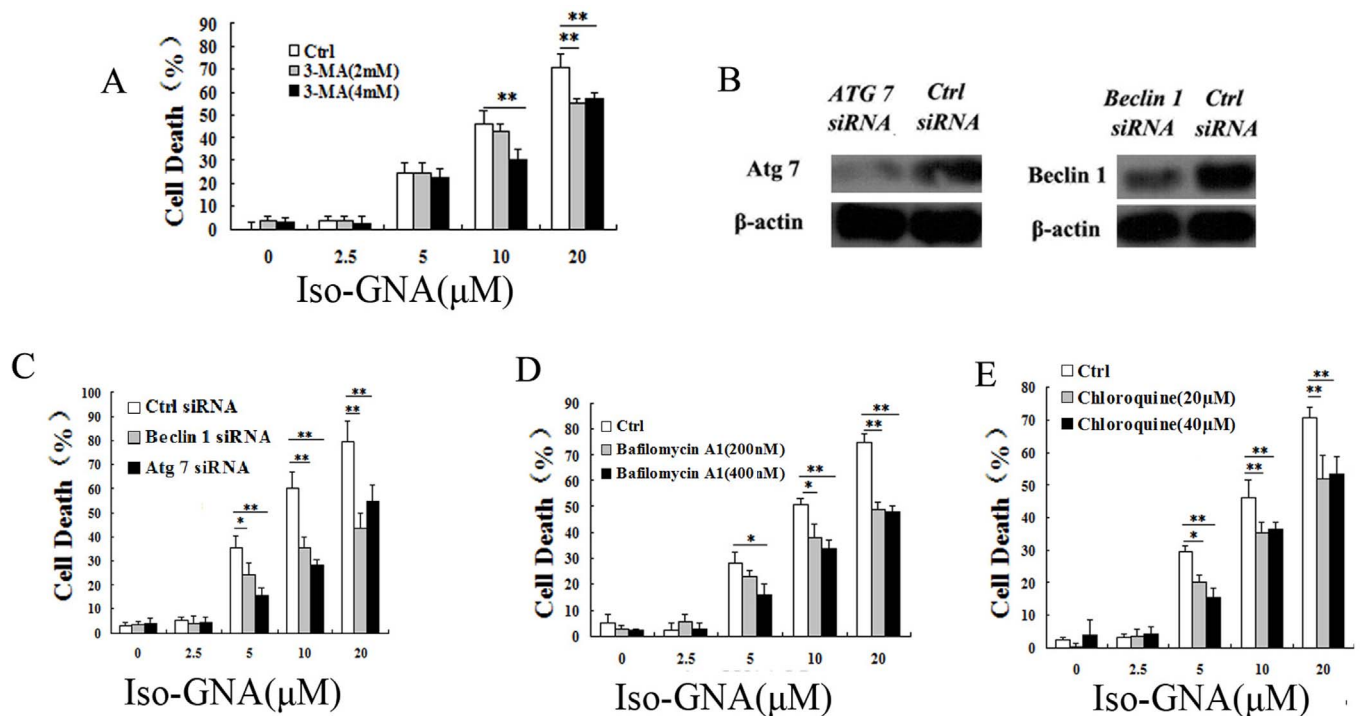 A
Cell Death (%)
90
80
70
60
50
40
30
20
10
0
Ctrl
3-MA(2mM)
3-MA(4mM)
**
**
**
0 2.5 5 10 20
Iso-GNA(μM)
B
ATG 7 Ctrl
siRNA siRNA
Atg 7
β-actin
Beclin 1 Ctrl
siRNA siRNA
Beclin 1
β-actin
C
Cell Death (%)
100
90
80
70
60
50
40
30
20
10
0
Ctrl siRNA
Beclin 1 siRNA
Atg 7 siRNA
**
*
**
**
**
**
0 2.5 5 10 20
Iso-GNA(μM)
D
Cell Death (%)
90
80
70
60
50
40
30
20
10
0
Ctrl
Bafilomycin A1(200nM)
Bafilomycin A1(400nM)
*
**
*
**
**
0 2.5 5 10 20
Iso-GNA(μM)
E
Cell Death (%)
80
70
60
50
40
30
20
10
0
Ctrl
Chloroquine(20μM)
Chloroquine(40μM)
**
*
**
**
**
**
0 2.5 5 10 20
Iso-GNA(μM)